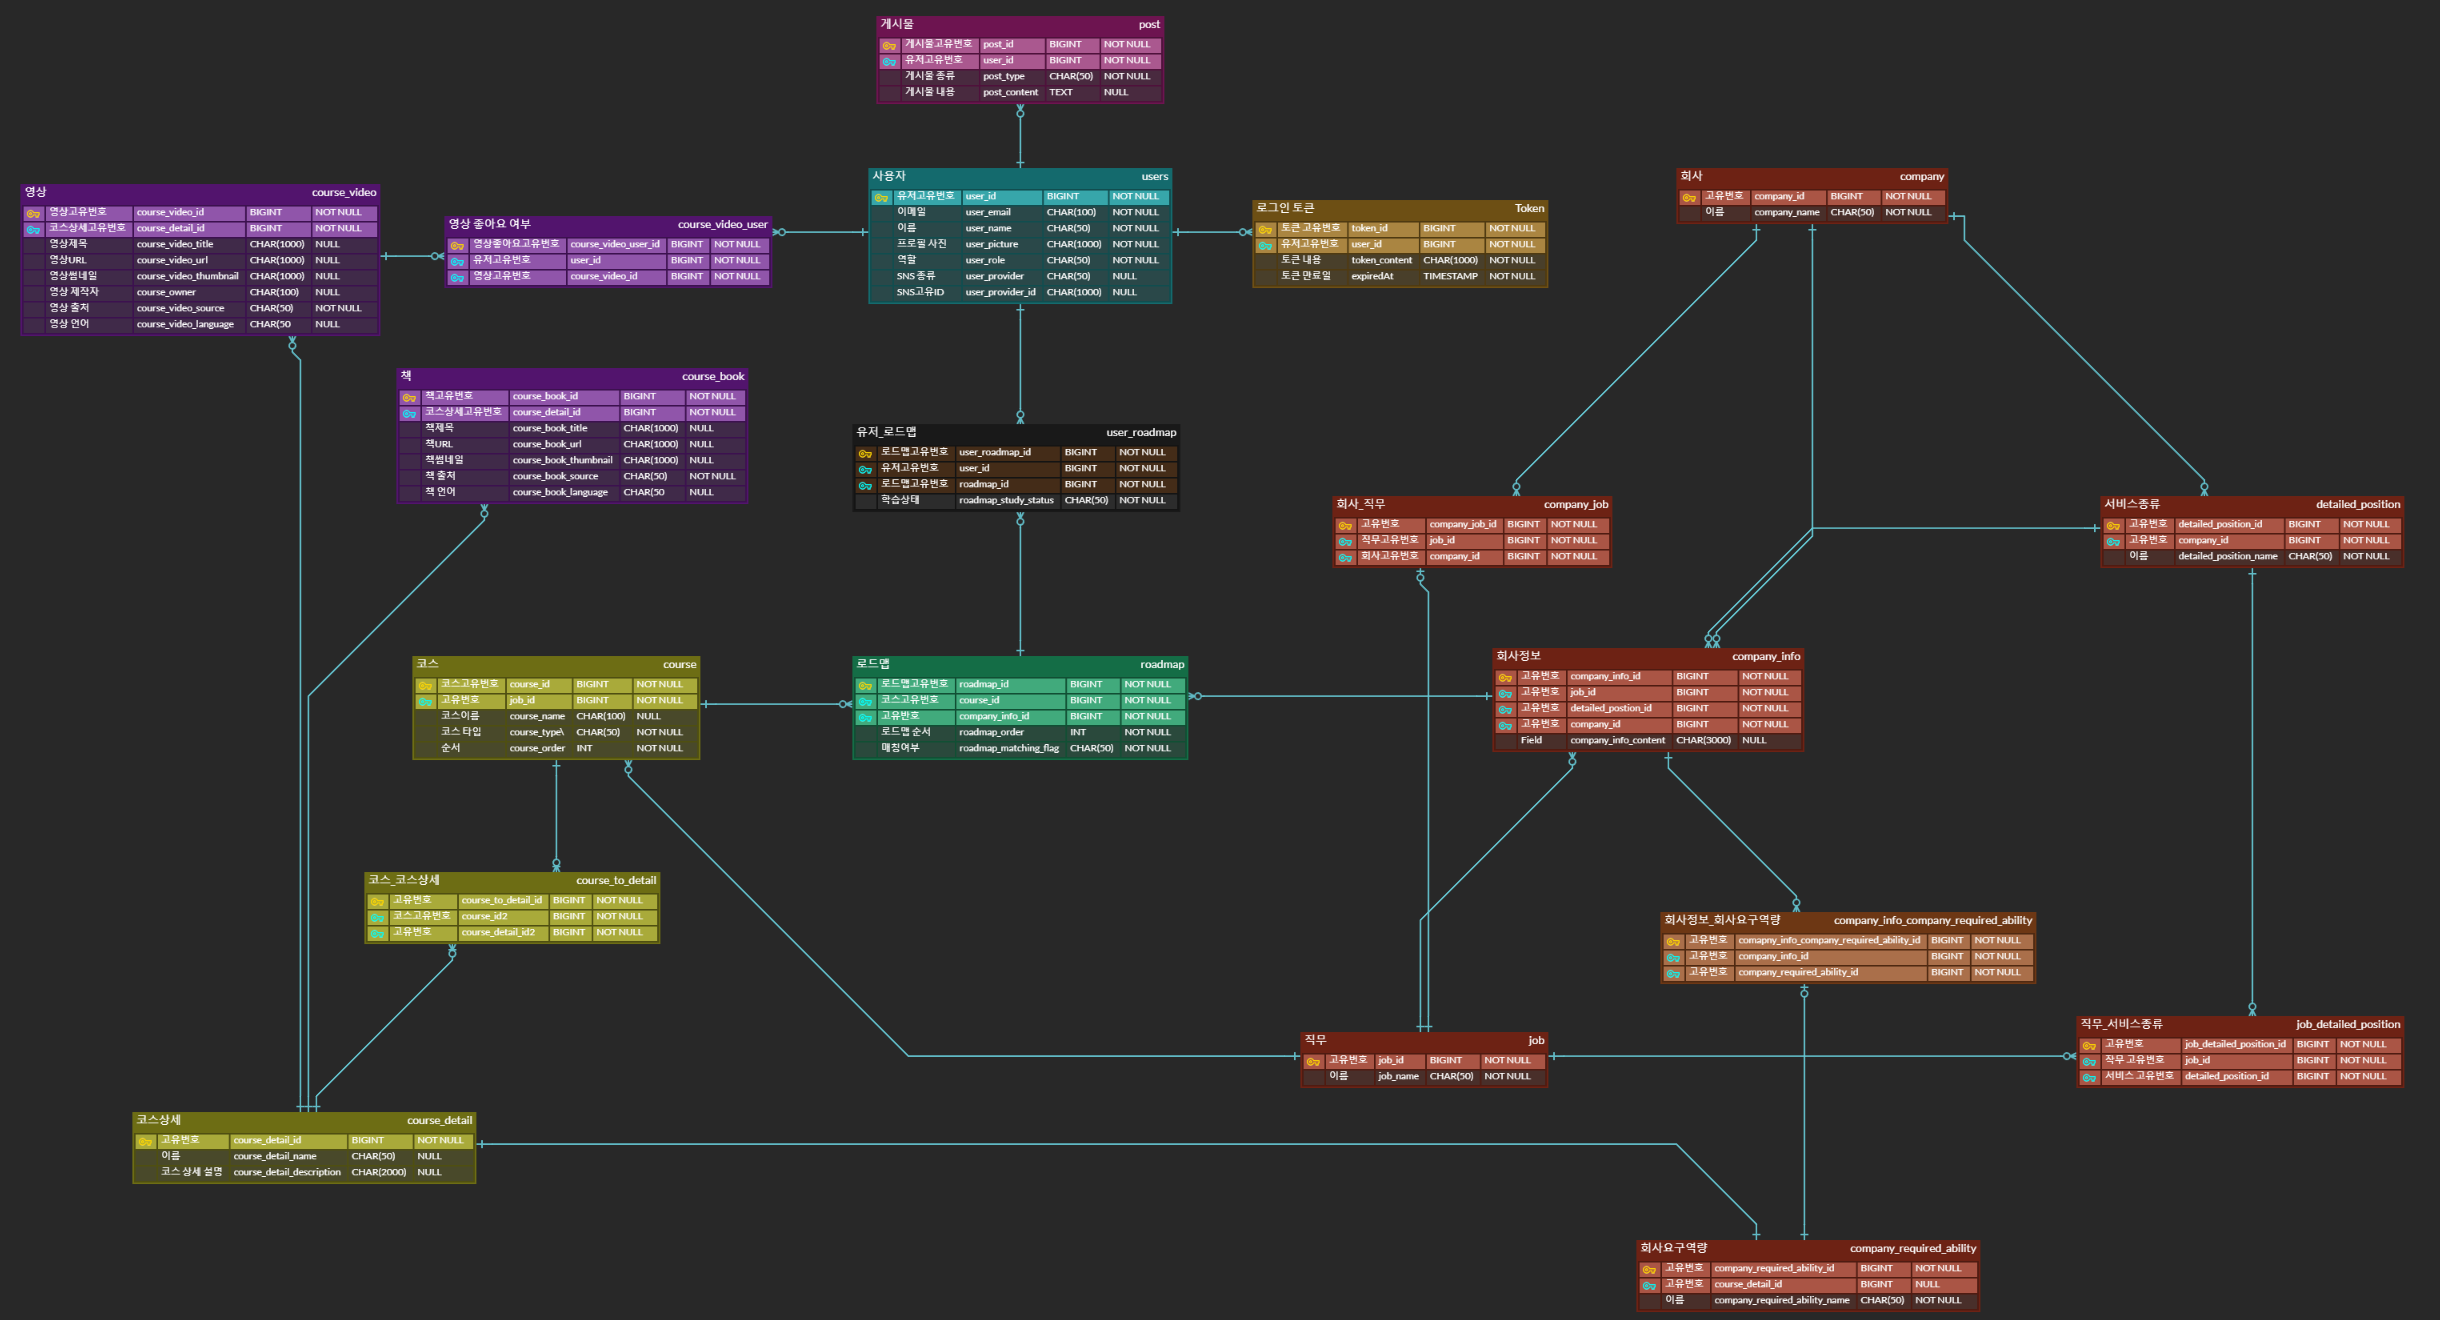 게시물 post
게시물고유번호 post_id BIGINT NOT NULL
유저고유번호 user_id BIGINT NOT NULL
게시물 종류 post_type CHAR(50) NOT NULL
게시물 내용 post_content TEXT NULL
영상 course_video
영상고유번호 course_video_id BIGINT NOT NULL
코스상세고유번호 course_detail_id BIGINT NOT NULL
영상제목 course_video_title CHAR(1000) NULL
영상URL course_video_url CHAR(1000) NULL
영상썸네일 course_video_thumbnail CHAR(1000) NULL
영상 제작자 course_owner CHAR(100) NULL
영상 출처 course_video_source CHAR(50) NOT NULL
영상 언어 course_video_language CHAR(50 NULL
영상 좋아요 여부 course_video_user
영상좋아요고유번호 course_video_user_id BIGINT NOT NULL
유저고유번호 user_id BIGINT NOT NULL
영상고유번호 course_video_id BIGINT NOT NULL
사용자 users
유저고유번호 user_id BIGINT NOT NULL
이메일 user_email CHAR(100) NOT NULL
이름 user_name CHAR(50) NOT NULL
프로필 사진 user_picture CHAR(1000) NOT NULL
역할 user_role CHAR(50) NOT NULL
SNS 종류 user_provider CHAR(50) NULL
SNS고유ID user_provider_id CHAR(1000) NULL
로그인 토큰 Token
토큰 고유번호 token_id BIGINT NOT NULL
유저고유번호 user_id BIGINT NOT NULL
토큰 내용 token_content CHAR(1000) NOT NULL
토큰 만료일 expiredAt TIMESTAMP NOT NULL
회사 company
고유번호 company_id BIGINT NOT NULL
이름 company_name CHAR(50) NOT NULL
책 course_book
책고유번호 course_book_id BIGINT NOT NULL
코스상세고유번호 course_detail_id BIGINT NOT NULL
책제목 course_book_title CHAR(1000) NULL
책URL course_book_url CHAR(1000) NULL
책썸네일 course_book_thumbnail CHAR(1000) NULL
책 출처 course_book_source CHAR(50) NOT NULL
책 언어 course_book_language CHAR(50 NULL
유저_로드맵 user_roadmap
로드맵고유번호 user_roadmap_id BIGINT NOT NULL
유저고유번호 user_id BIGINT NOT NULL
로드맵고유번호 roadmap_id BIGINT NOT NULL
학습상태 roadmap_study_status CHAR(50) NOT NULL
회사_직무 company_job
고유번호 company_job_id BIGINT NOT NULL
직무고유번호 job_id BIGINT NOT NULL
회사고유번호 company_id BIGINT NOT NULL
서비스종류 detailed_position
고유번호 detailed_position_id BIGINT NOT NULL
고유번호 company_id BIGINT NOT NULL
이름 detailed_position_name CHAR(50) NOT NULL
코스 course
코스고유번호 course_id BIGINT NOT NULL
고유번호 job_id BIGINT NOT NULL
코스이름 course_name CHAR(100) NULL
코스 타입 course_type\ CHAR(50) NOT NULL
순서 course_order INT NOT NULL
로드맵 roadmap
로드맵고유번호 roadmap_id BIGINT NOT NULL
코스고유번호 course_id BIGINT NOT NULL
고유번호 company_info_id BIGINT NOT NULL
로드맵 순서 roadmap_order INT NOT NULL
매칭여부 roadmap_matching_flag CHAR(50) NOT NULL
회사정보 company_info
고유번호 company_info_id BIGINT NOT NULL
고유번호 job_id BIGINT NOT NULL
고유번호 detailed_postion_id BIGINT NOT NULL
고유번호 company_id BIGINT NOT NULL
Field company_info_content CHAR(3000) NULL
코스_코스상세 course_to_detail
고유번호 course_to_detail_id BIGINT NOT NULL
코스고유번호 course_id2 BIGINT NOT NULL
고유번호 course_detail_id2 BIGINT NOT NULL
회사정보_회사요구역량 company_info_company_required_ability
고유번호 comapny_info_company_required_ability_id BIGINT NOT NULL
고유번호 company_info_id BIGINT NOT NULL
고유번호 company_required_ability_id BIGINT NOT NULL
직무 job
고유번호 job_id BIGINT NOT NULL
이름 job_name CHAR(50) NOT NULL
직무_서비스종류 job_detailed_position
고유번호 job_detailed_position_id BIGINT NOT NULL
작무 고유번호 job_id BIGINT NOT NULL
서비스 고유번호 detailed_position_id BIGINT NOT NULL
코스상세 course_detail
고유번호 course_detail_id BIGINT NOT NULL
이름 course_detail_name CHAR(50) NULL
코스 상세 설명 course_detail_description CHAR(2000) NULL
회사요구역량 company_required_ability
고유번호 company_required_ability_id BIGINT NOT NULL
고유번호 course_detail_id BIGINT NULL
이름 company_required_ability_name CHAR(50) NOT NULL